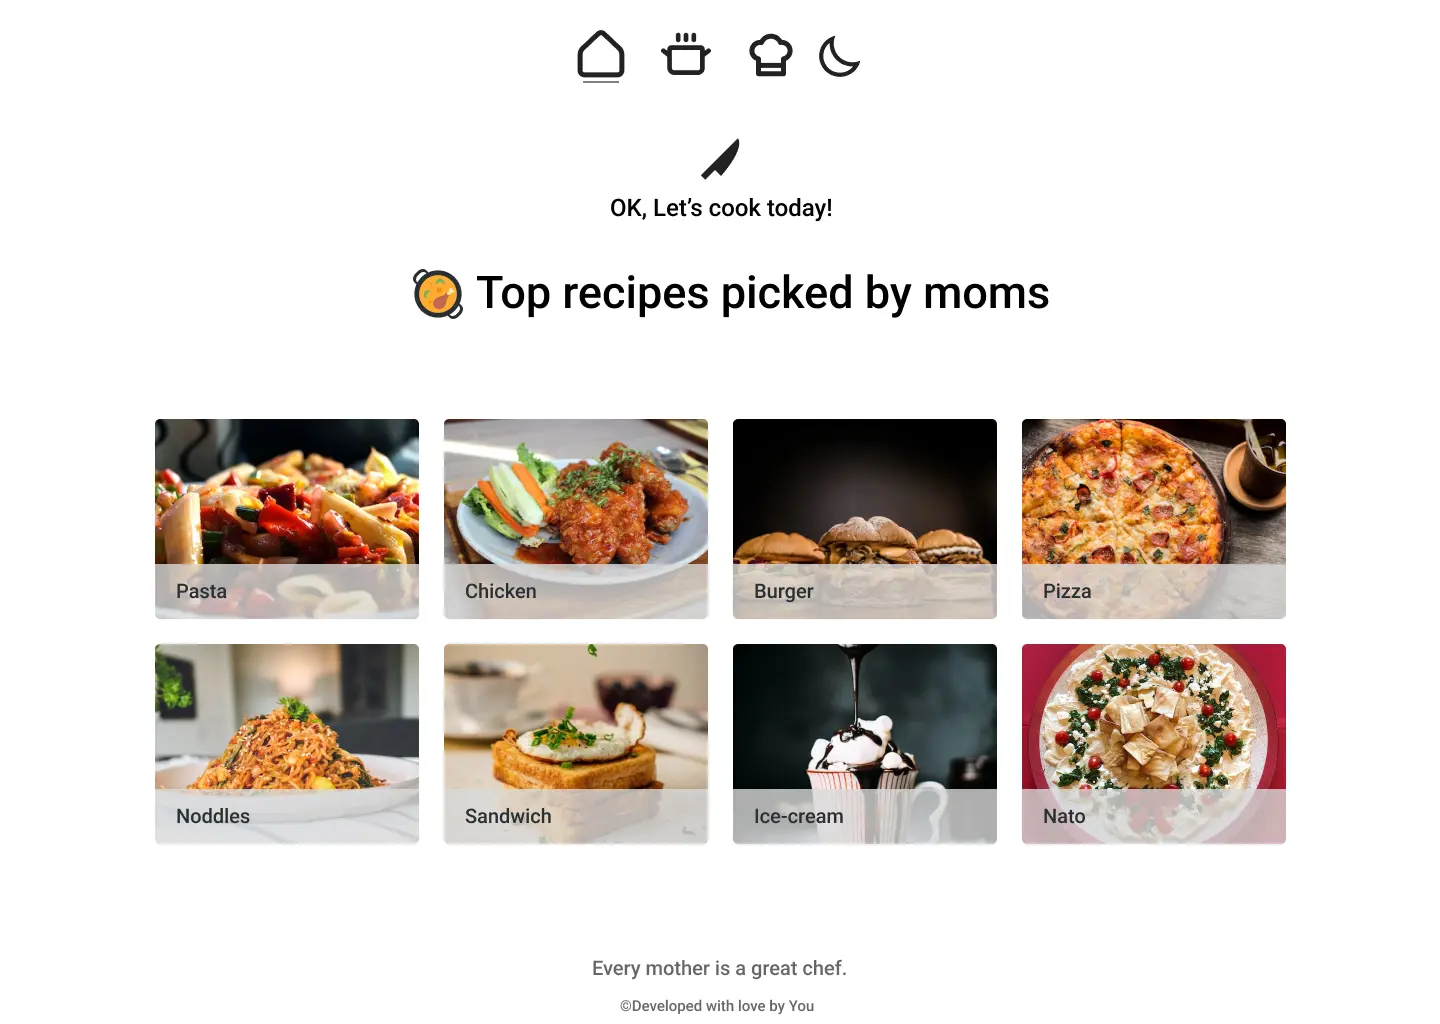 OK, Let’s cook today!
Top recipes picked by moms
Pasta
Chicken
Burger
Pizza
Noddles
Sandwich
Ice-cream
Nato
Every mother is a great chef.
©Developed with love by You